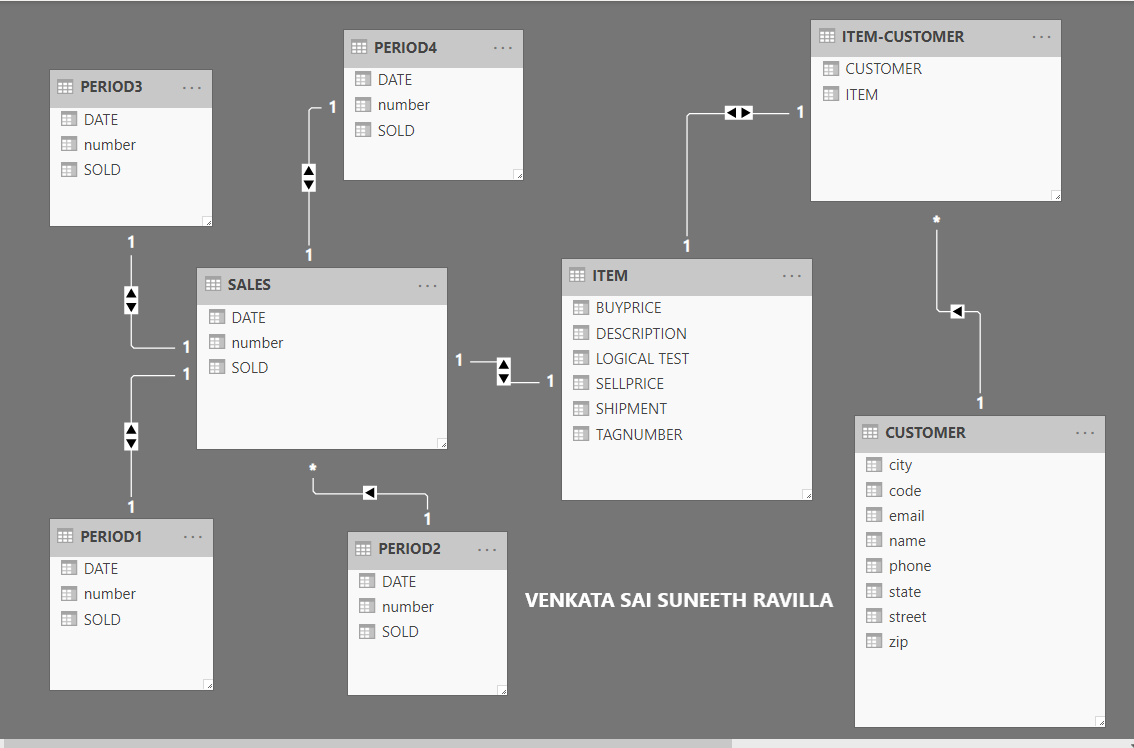 PERIOD3 ...
DATE
number
SOLD
1
PERIOD4 ...
DATE
number
SOLD
1
1
ITEM-CUSTOMER ...
CUSTOMER
ITEM
1
*
1
SALES ...
DATE
number
SOLD
1
1
1
*
ITEM ...
BUYPRICE
DESCRIPTION
LOGICAL TEST
SELLPRICE
SHIPMENT
TAGNUMBER
1
1
CUSTOMER ...
city
code
email
name
phone
state
street
zip
1
PERIOD1 ...
DATE
number
SOLD
1
PERIOD2 ...
DATE
number
SOLD
1
VENKATA SAI SUNEETH RAVILLA